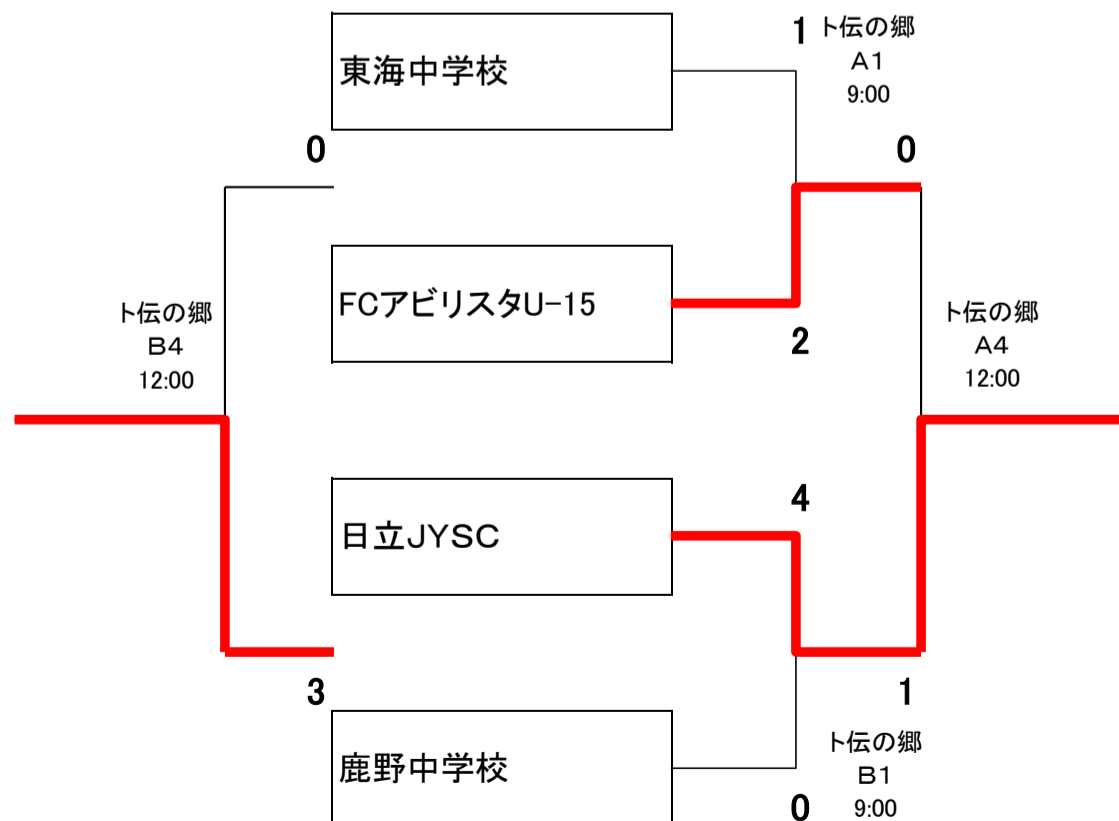 東海中学校
1
ト伝の郷
A1
9:00
0
0
FCアビリスタU-15
2
ト伝の郷
B4
12:00
ト伝の郷
A4
12:00
日立JYSC
4
3
1
鹿野中学校
0
ト伝の郷
B1
9:00